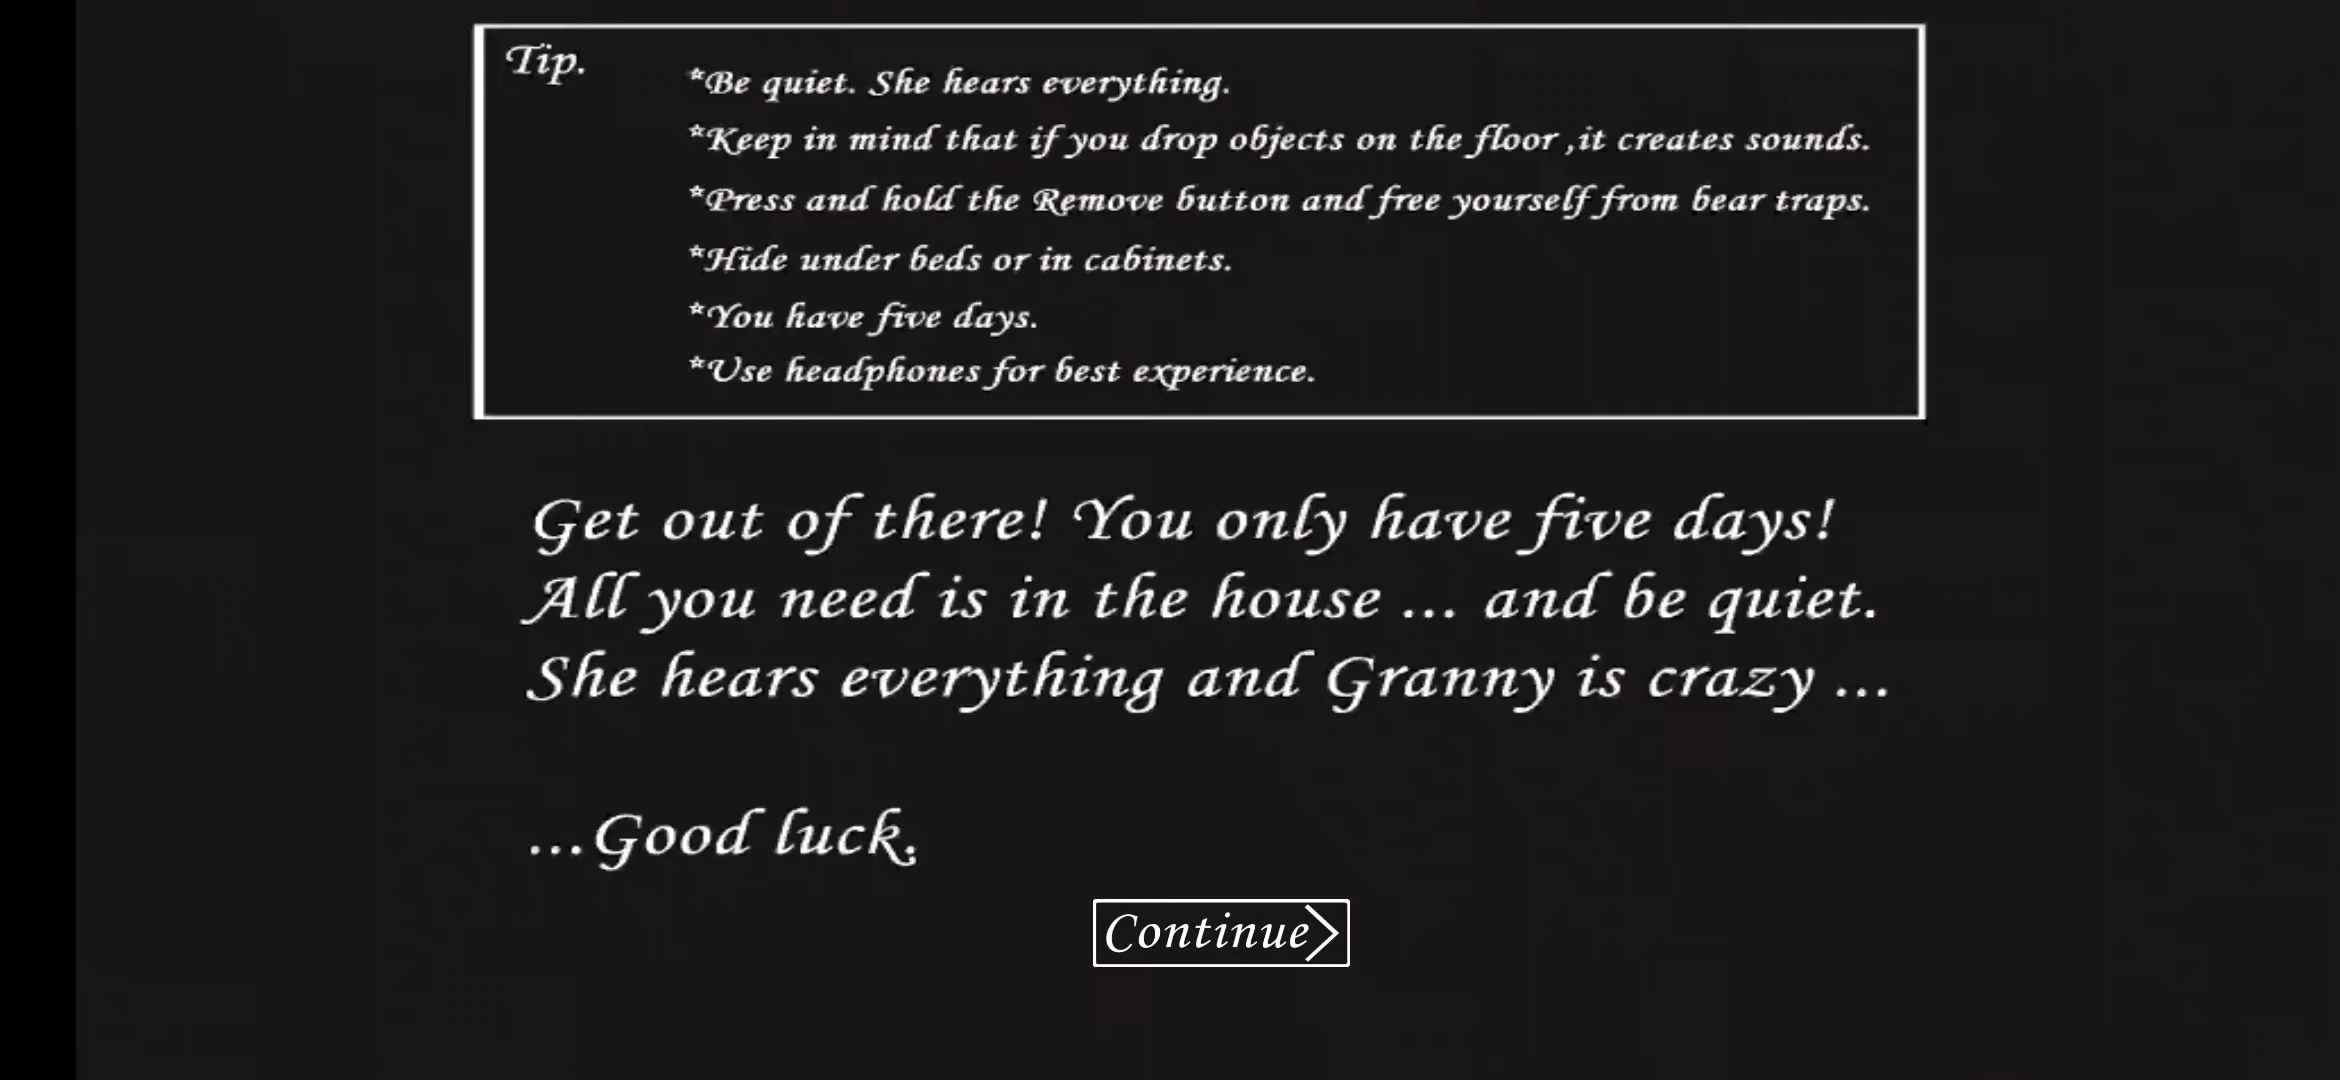 Tip.
*Be quiet. She hears everything.
*Keep in mind that if you drop objects on the floor ,it creates sounds.
*Press and hold the Remove button and free yourself from bear traps.
*Hide under beds or in cabinets.
*You have five days.
*Use headphones for best experience.
Get out of there! You only have five days!
All you need is in the house ... and be quiet.
She hears everything and Granny is crazy ...
...Good luck.
Continue>